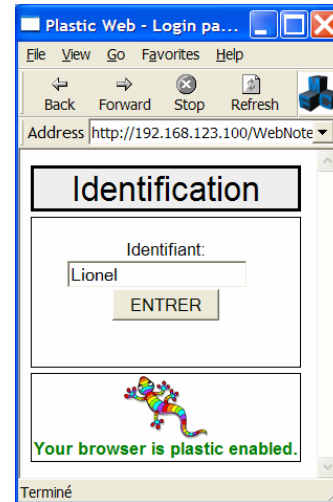 Plastic Web - Login pa...
File View Go Favorites Help
Back Forward Stop Refresh
Address http://192.168.123.100/WebNote
Identification
Identifiant:
Lionel
ENTRER
Your browser is plastic enabled.
Terminé